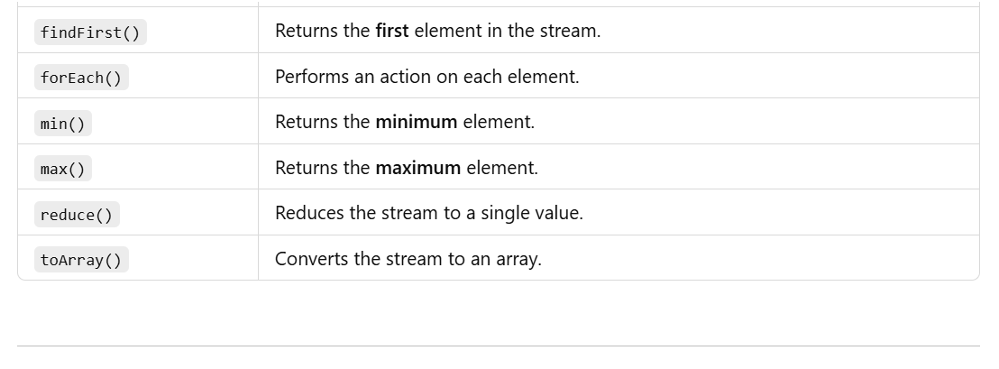 findFirst() Returns the first element in the stream.
forEach() Performs an action on each element.
min() Returns the minimum element.
max() Returns the maximum element.
reduce() Reduces the stream to a single value.
toArray() Converts the stream to an array.